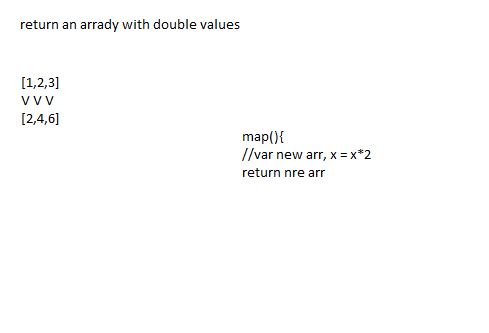 return an arrady with double values
[1,2,3]
V V V
[2,4,6]
map(){
//var new arr, x = x*2
return nre arr